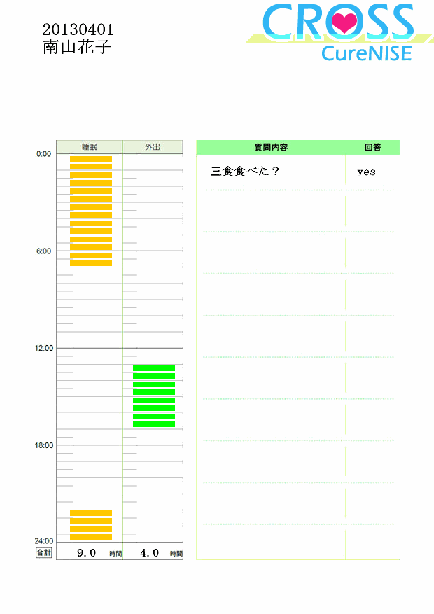 20130401
南山花子
CROSS
CureNISE
睡眠 外出
質問内容 回答
0:00
三食食べた？ yes
6:00
12:00
18:00
24:00
合計 9.0 時間 4.0 時間